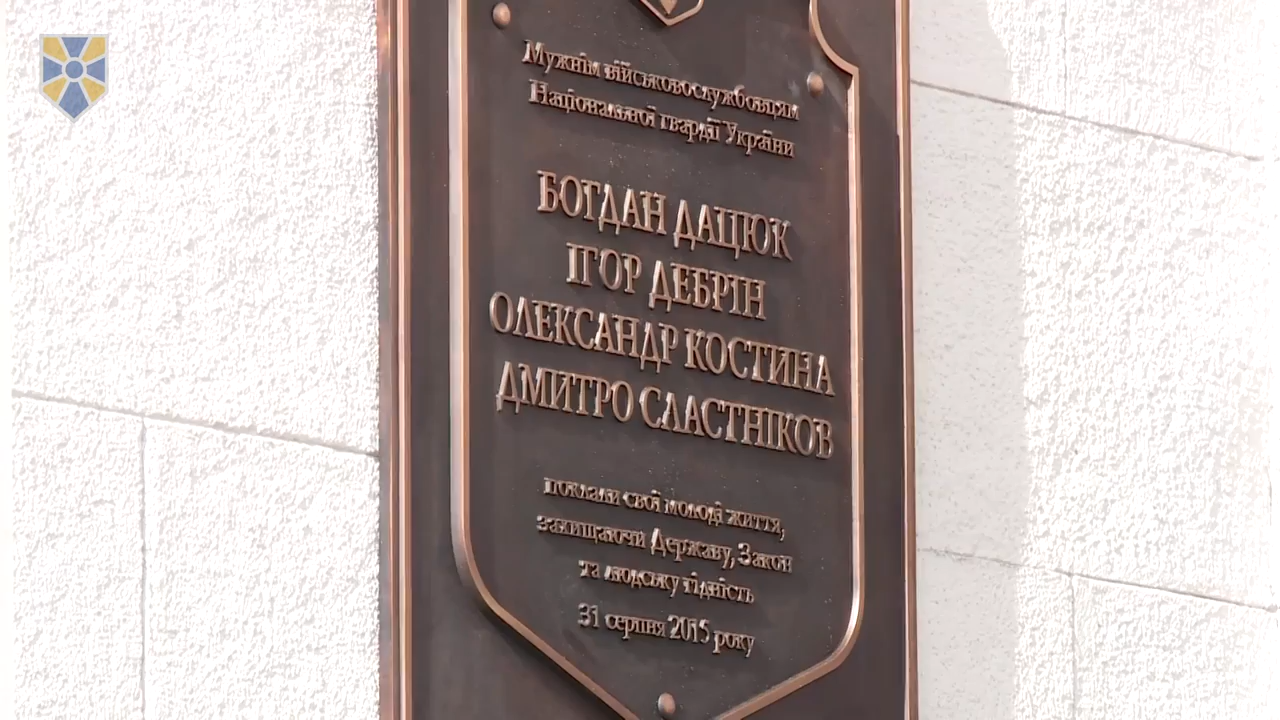 Мужнім військовослужбовцям
Національної гвардії України
БОГДАН ДАЦЮК
ІГОР ДЕБРІН
ОЛЕКСАНДР КОСТИНА
ДМИТРО СЛАСТНІКОВ
поклали свої молоді життя,
захищаючи Державу, Закон
та людську гідність
31 серпня 2015 року